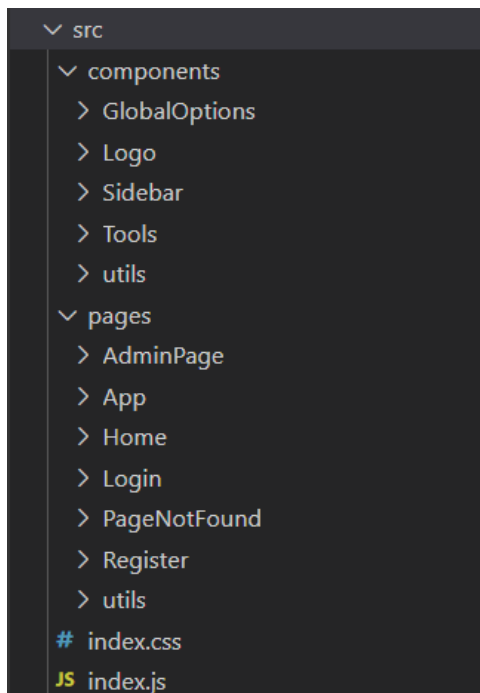 src
components
GlobalOptions
Logo
Sidebar
Tools
utils
pages
AdminPage
App
Home
Login
PageNotFound
Register
utils
# index.css
JS index.js